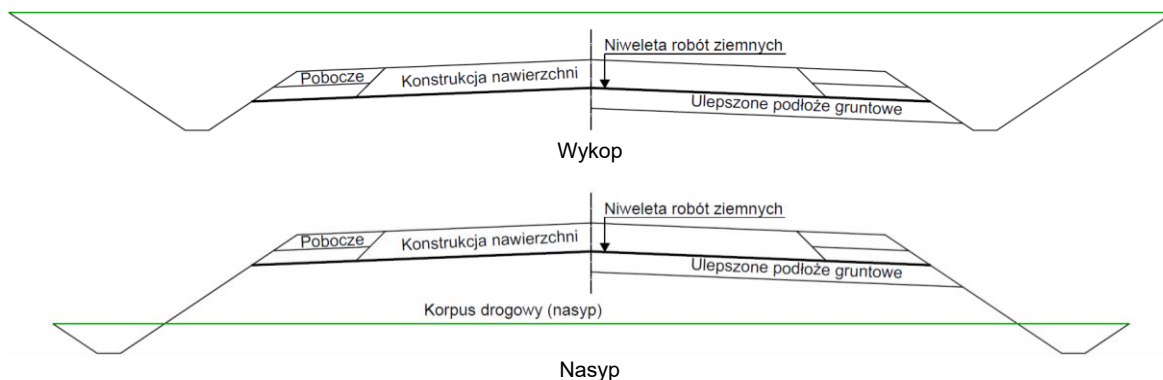 Niweleta robót ziemnych
Pobocze
Konstrukcja nawierzchni
Ulepszone podłoże gruntowe
Wykop
Niweleta robót ziemnych
Pobocze
Konstrukcja nawierzchni
Ulepszone podłoże gruntowe
Korpus drogowy (nasyp)
Nasyp